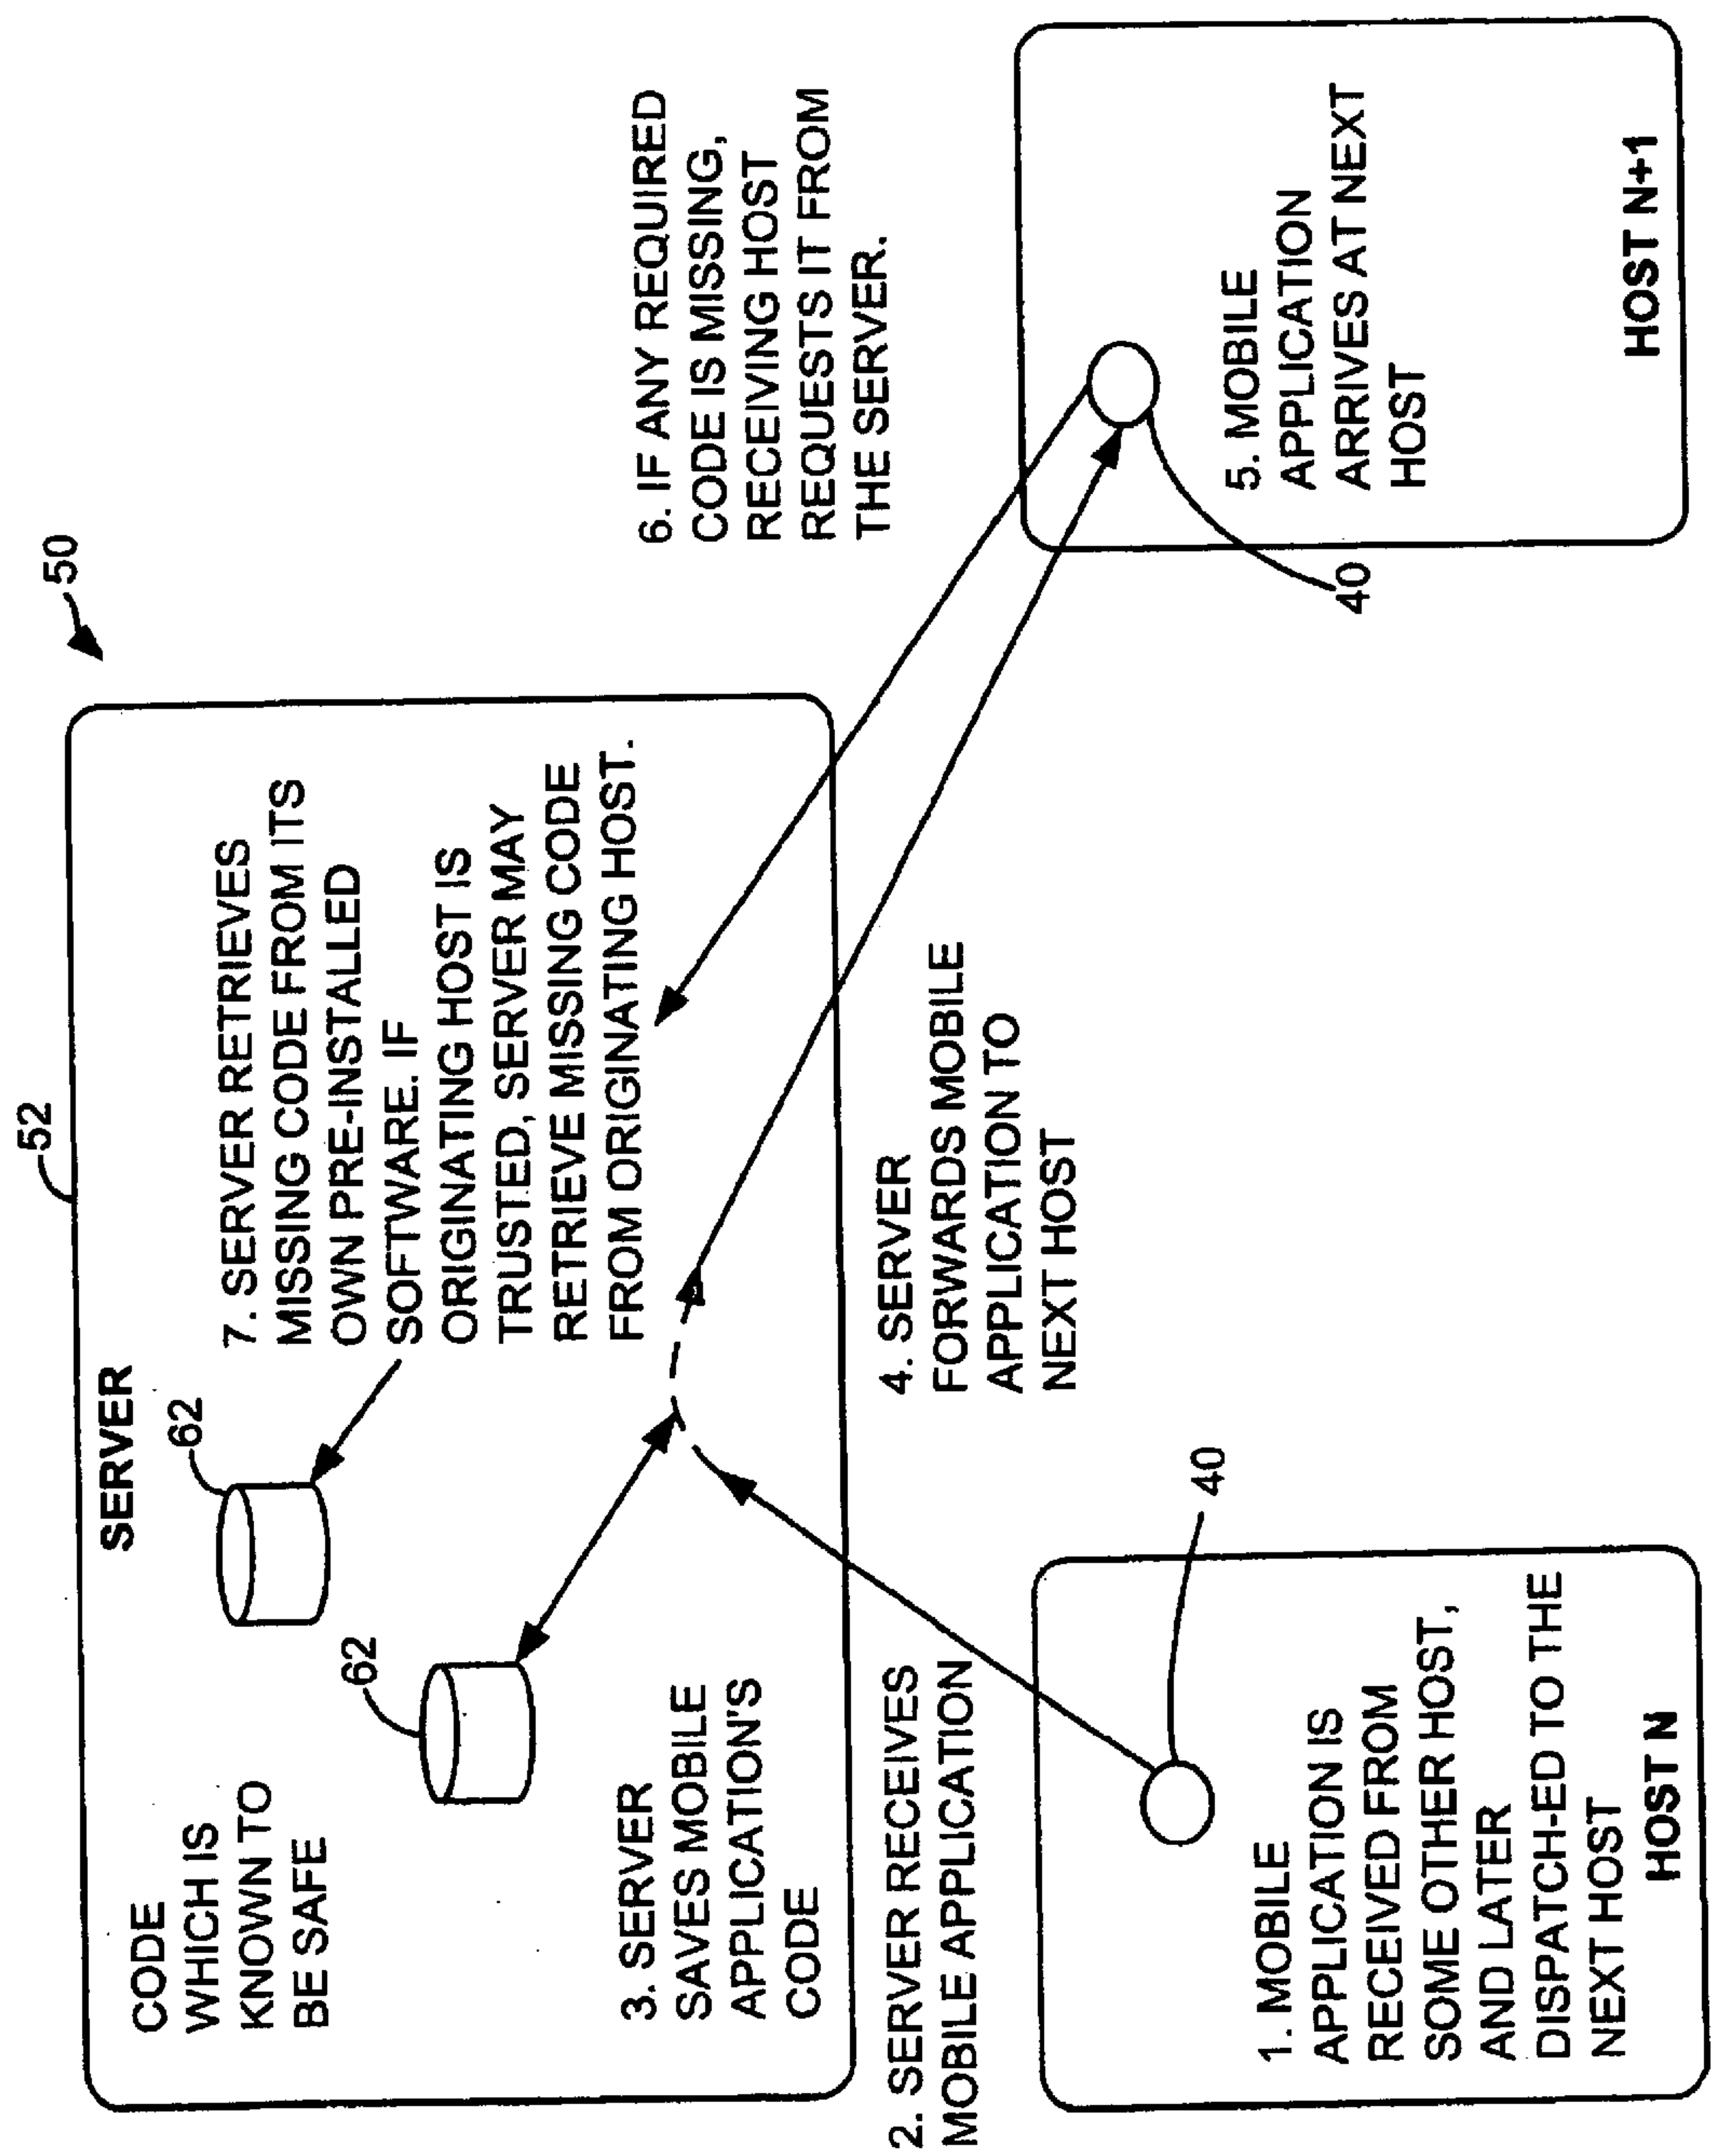 50
52
SERVER
CODE
WHICH IS
KNOWN TO
BE SAFE
62
62
7. SERVER RETRIEVES
MISSING CODE FROM ITS
OWN PRE-INSTALLED
SOFTWARE. IF
ORIGINATING HOST IS
TRUSTED, SERVER MAY
RETRIEVE MISSING CODE
FROM ORIGINATING HOST.
3. SERVER
SAVES MOBILE
APPLICATION'S
CODE
6. IF ANY REQUIRED
CODE IS MISSING,
RECEIVING HOST
REQUESTS IT FROM
THE SERVER.
2. SERVER RECEIVES
MOBILE APPLICATION
4. SERVER
FORWARDS MOBILE
APPLICATION TO
NEXT HOST
40
1. MOBILE
APPLICATION IS
RECEIVED FROM
SOME OTHER HOST,
AND LATER
DISPATCH-ED TO THE
NEXT HOST
HOST N
5. MOBILE
APPLICATION
ARRIVES AT NEXT
HOST
40
HOST N+1